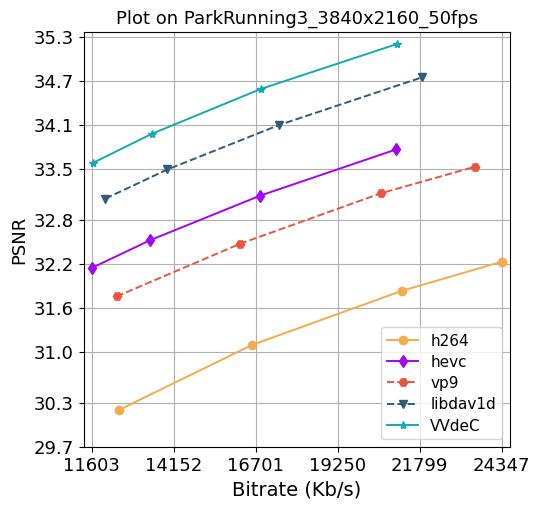 Plot on ParkRunning3_3840x2160_50fps
35.3
34.7
34.1
33.5
32.8
32.2
31.6
31.0
30.3
29.7
PSNR
h264
hevc
vp9
libdav1d
VVdeC
11603 14152 16701 19250 21799 24347
Bitrate (Kb/s)